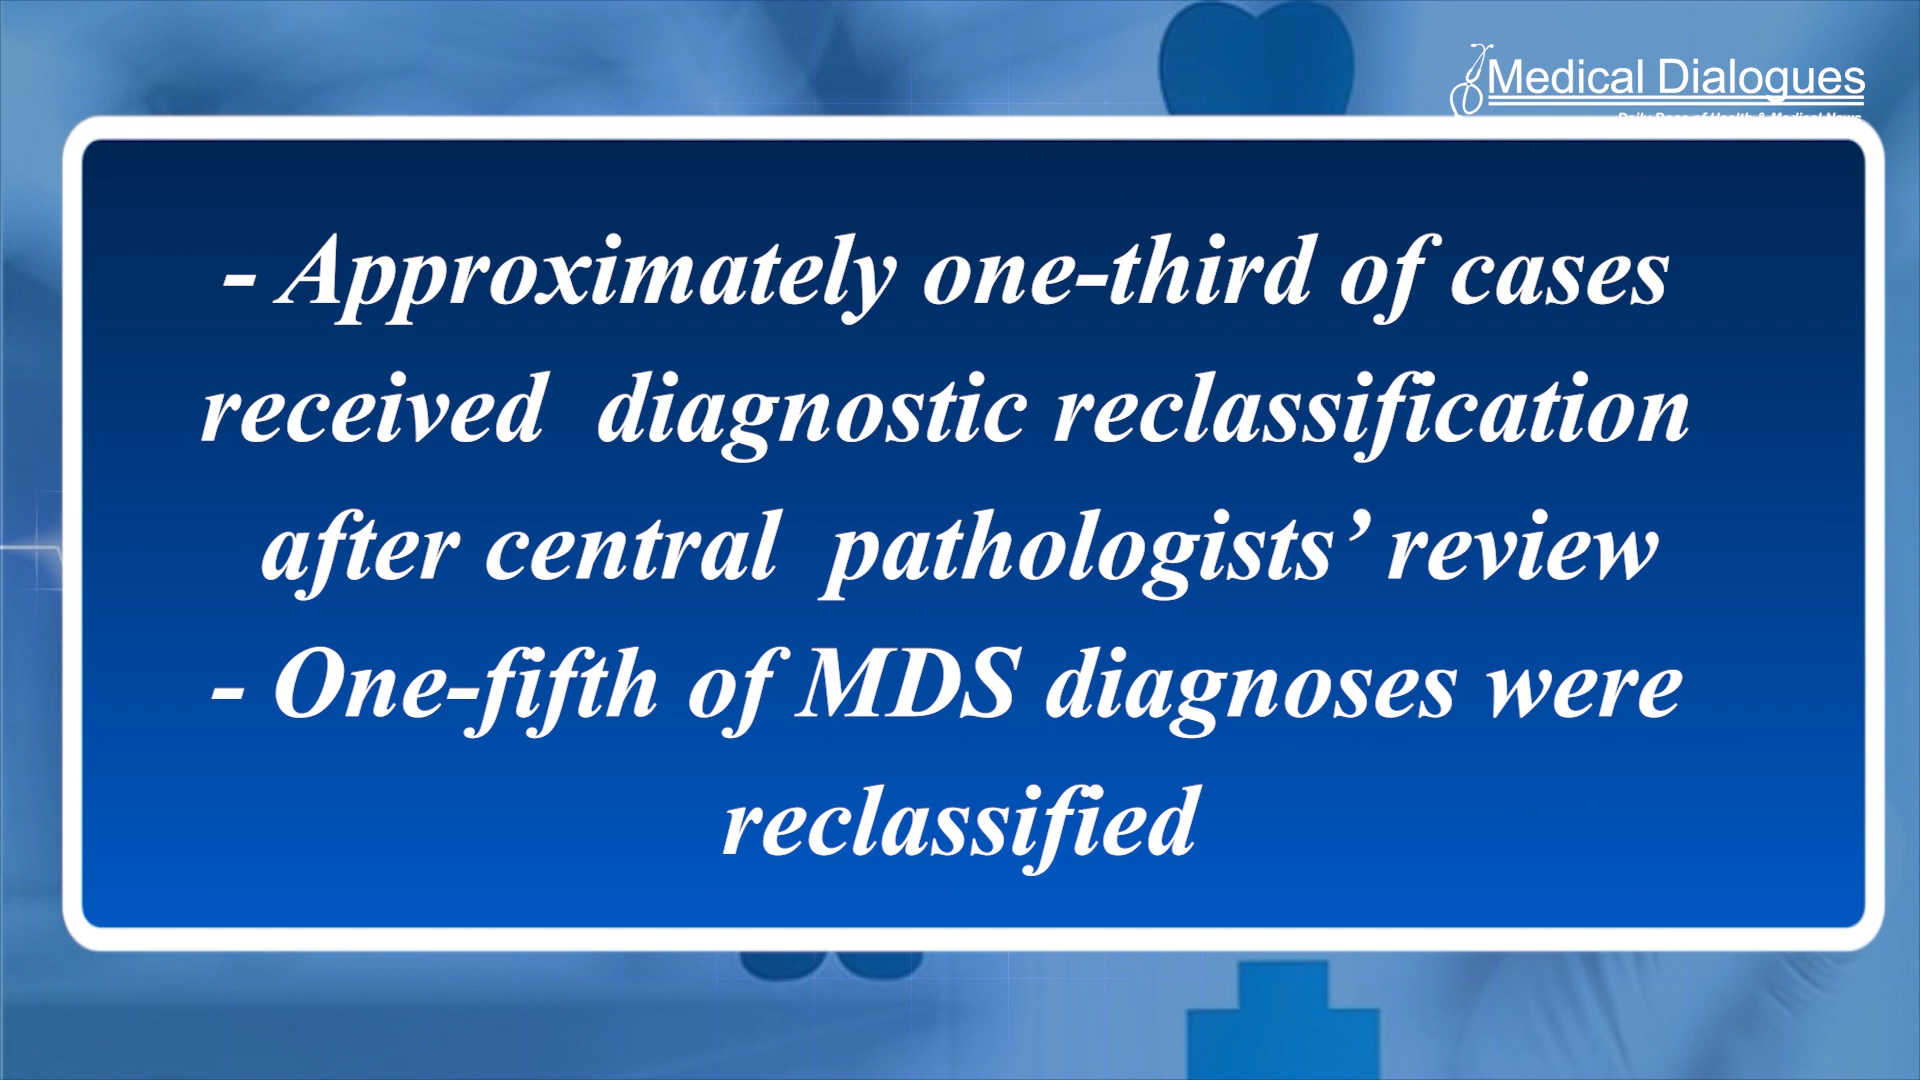 Medical Dialogues
- Approximately one-third of cases
received diagnostic reclassification
after central pathologists’ review
- One-fifth of MDS diagnoses were
reclassified